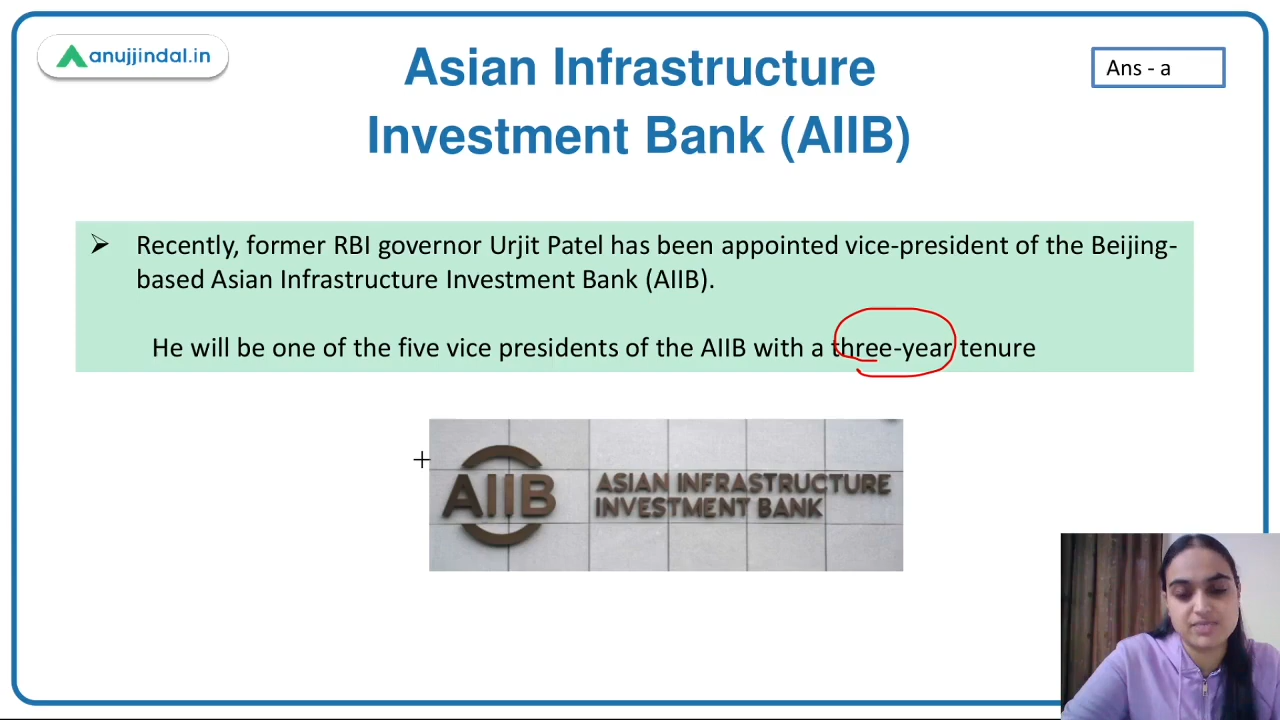 anujjindal.in
Asian Infrastructure
Investment Bank (AIIB)
Ans - a
Recently, former RBI governor Urjit Patel has been appointed vice-president of the Beijing-
based Asian Infrastructure Investment Bank (AIIB).
He will be one of the five vice presidents of the AIIB with a three-year tenure
AIIB
ASIAN INFRASTRUCTURE
INVESTMENT BANK